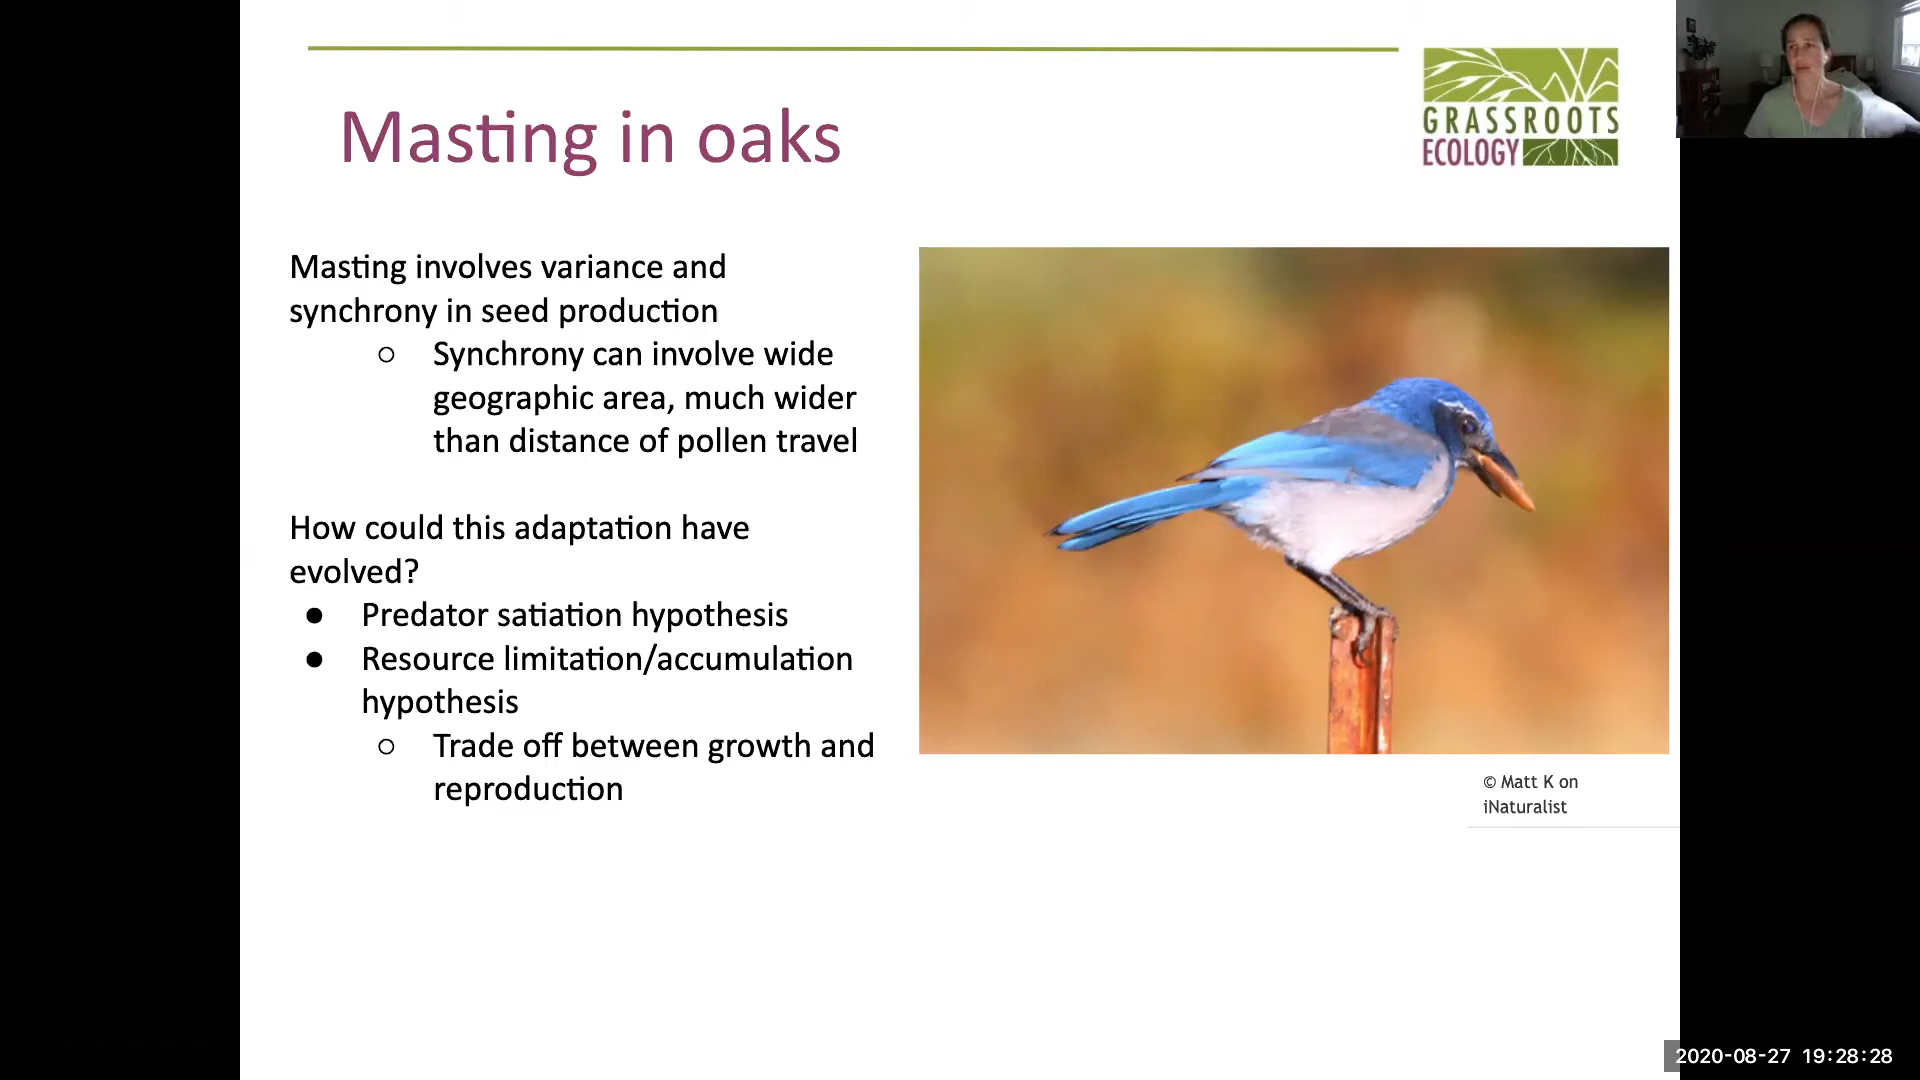 Masting in oaks
GRASSROOTS
ECOLOGY
Masting involves variance and
synchrony in seed production
○ Synchrony can involve wide
geographic area, much wider
than distance of pollen travel
How could this adaptation have
evolved?
● Predator satiation hypothesis
● Resource limitation/accumulation
hypothesis
○ Trade off between growth and
reproduction
© Matt K on
iNaturalist
2020-08-27 19:28:28